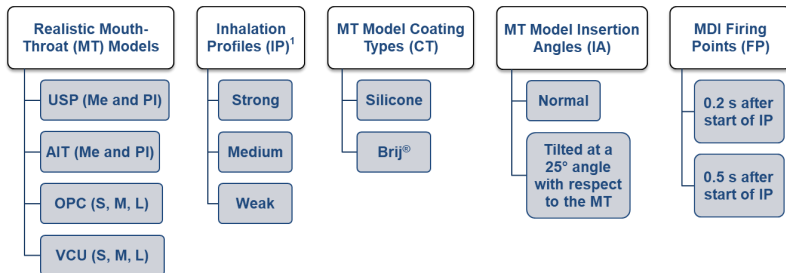 Realistic Mouth-
Throat (MT) Models
USP (Me and Pl)
AIT (Me and Pl)
OPC (S, M, L)
VCU (S, M, L)
Inhalation
Profiles (IP)¹
Strong
Medium
Weak
MT Model Coating
Types (CT)
Silicone
Brij®
MT Model Insertion
Angles (IA)
Normal
Tilted at a
25° angle
with respect
to the MT
MDI Firing
Points (FP)
0.2 s after
start of IP
0.5 s after
start of IP